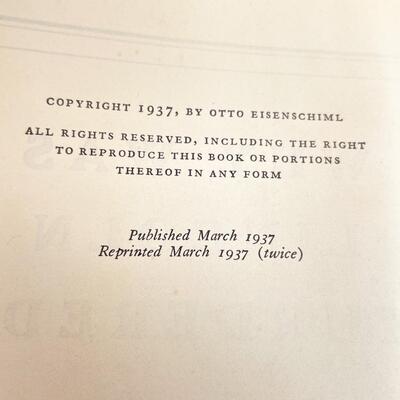 COPYRIGHT 1937, BY OTTO EISENSCHIML
ALL RIGHTS RESERVED, INCLUDING THE RIGHT
TO REPRODUCE THIS BOOK OR PORTIONS
THEREOF IN ANY FORM
Published March 1937
Reprinted March 1937 (twice)